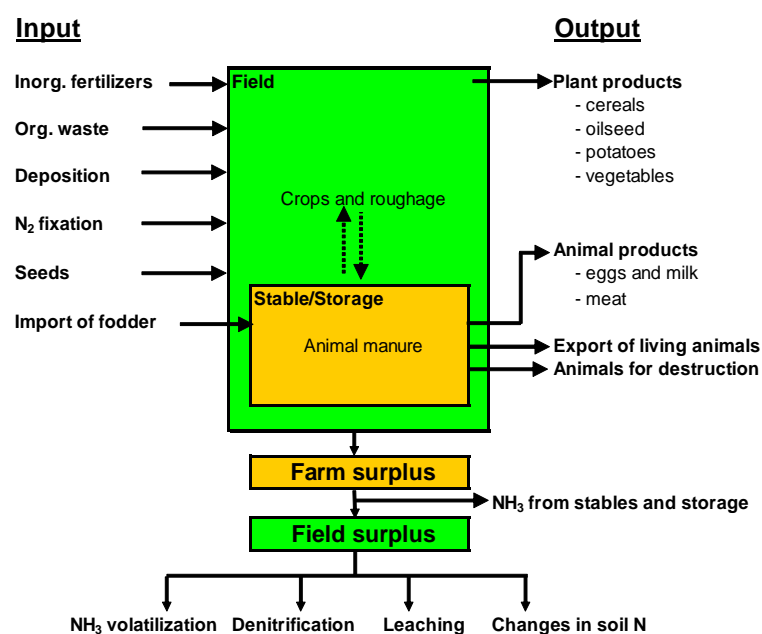 Input
Output
Inorg. fertilizers
Field
Plant products
- cereals
- oilseed
- potatoes
- vegetables
Org. waste
Deposition
N₂ fixation
Seeds
Import of fodder
Crops and roughage
Stable/Storage
Animal manure
Animal products
- eggs and milk
- meat
Export of living animals
Animals for destruction
Farm surplus
NH₃ from stables and storage
Field surplus
NH₃ volatilization
Denitrification
Leaching
Changes in soil N